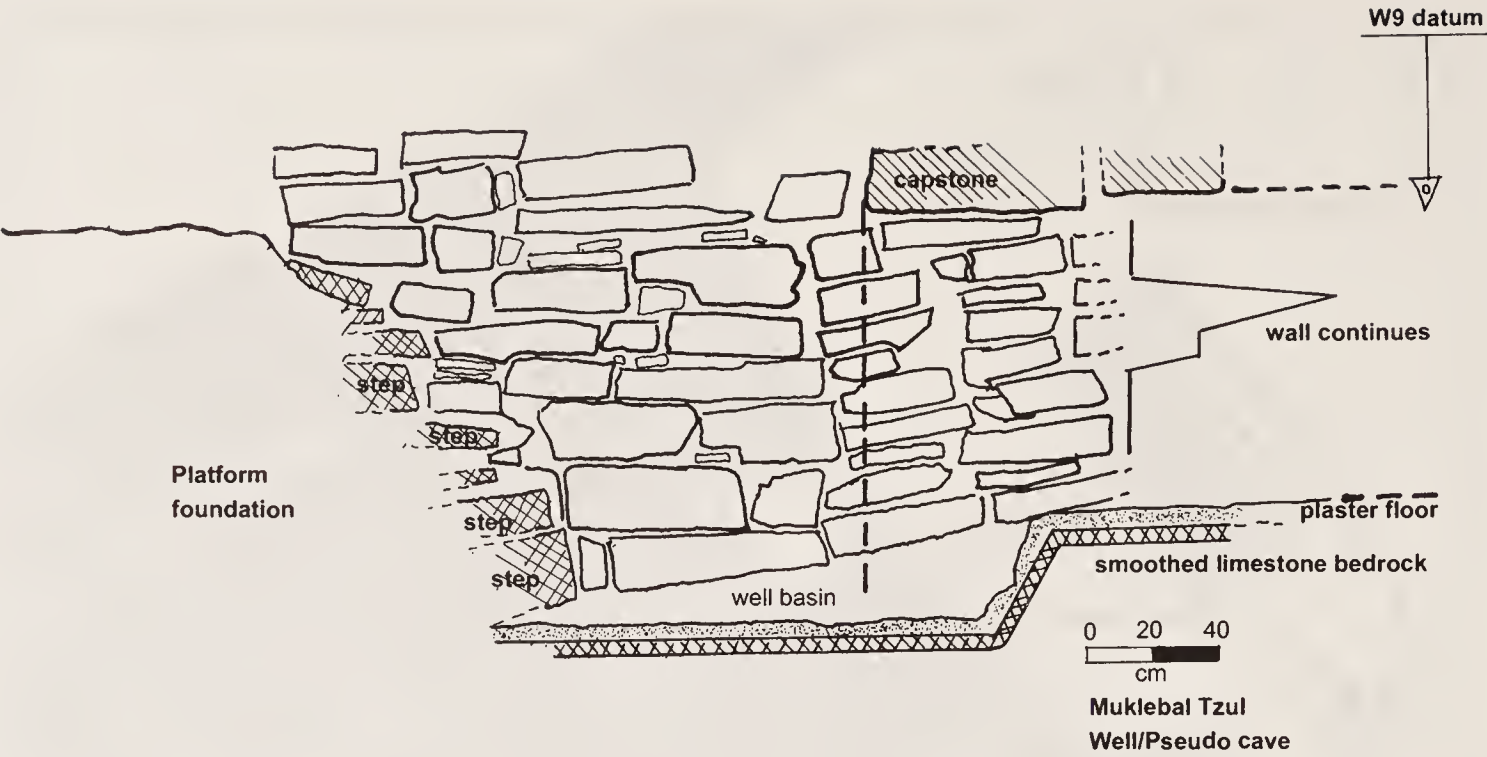 W9 datum
capstone
0
wall continues
step
step
Platform
foundation
step
plaster floor
smoothed limestone bedrock
step
well basin
0 20 40
cm
Muklebal Tzul
Well/Pseudo cave